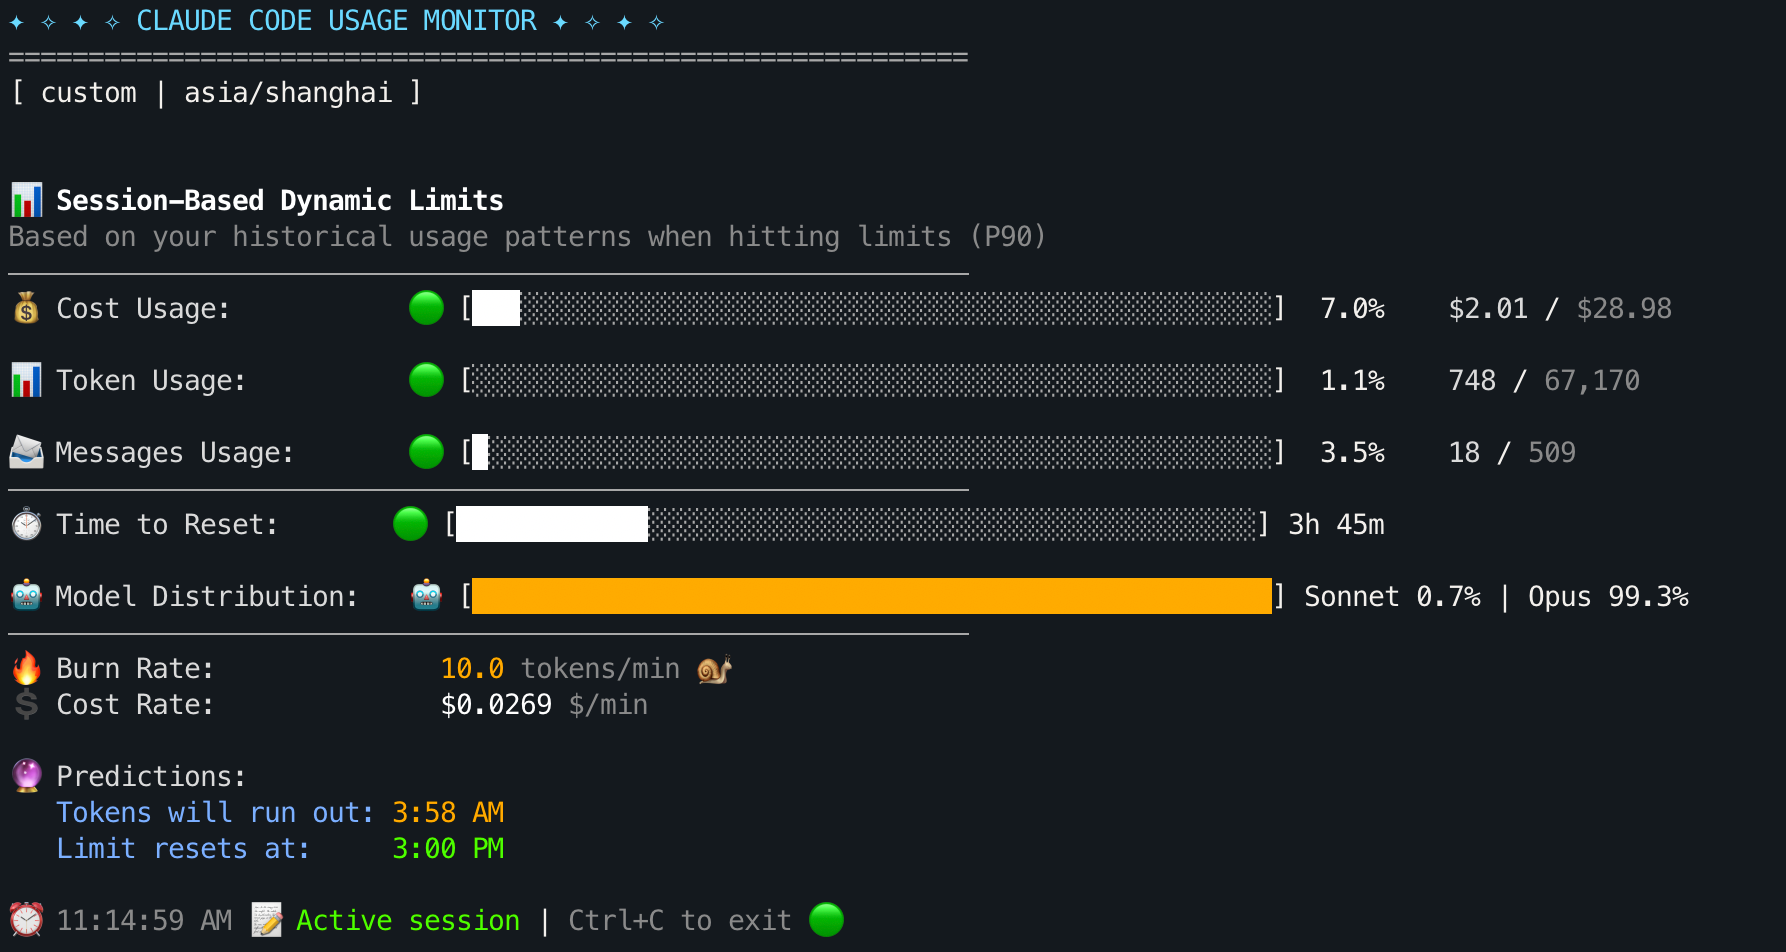 ✦ ✧ ✦ ✧ CLAUDE CODE USAGE MONITOR ✦ ✧ ✦ ✧
============================================================
[ custom | asia/shanghai ]
📊 Session-Based Dynamic Limits
Based on your historical usage patterns when hitting limits (P90)
────────────────────────────────────────────────────────────
💰 Cost Usage: 🟢 [███░░░░░░░░░░░░░░░░░░░░░░░░░░░░░░░░░░░░░░░░░░░░░░░] 7.0% $2.01 / $28.98
📊 Token Usage: 🟢 [░░░░░░░░░░░░░░░░░░░░░░░░░░░░░░░░░░░░░░░░░░░░░░░░░░] 1.1% 748 / 67,170
📨 Messages Usage: 🟢 [█░░░░░░░░░░░░░░░░░░░░░░░░░░░░░░░░░░░░░░░░░░░░░░░░░] 3.5% 18 / 509
────────────────────────────────────────────────────────────
⏱️ Time to Reset: 🟢 [████████████░░░░░░░░░░░░░░░░░░░░░░░░░░░░░░░░░░░░░░] 3h 45m
🤖 Model Distribution: 🤖 [██████████████████████████████████████████████████] Sonnet 0.7% | Opus 99.3%
────────────────────────────────────────────────────────────
🔥 Burn Rate: 10.0 tokens/min 🐌
💲 Cost Rate: $0.0269 $/min
🔮 Predictions:
Tokens will run out: 3:58 AM
Limit resets at: 3:00 PM
⏰ 11:14:59 AM 📝 Active session | Ctrl+C to exit 🟢